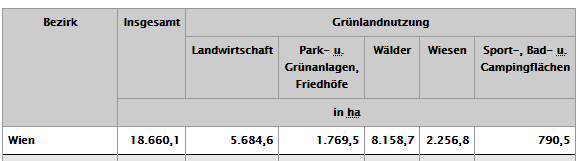 Bezirk Insgesamt Grünlandnutzung
Landwirtschaft Park- u. Grünanlagen, Friedhöfe Wälder Wiesen Sport-, Bad- u. Campingflächen
in ha
Wien 18.660,1 5.684,6 1.769,5 8.158,7 2.256,8 790,5